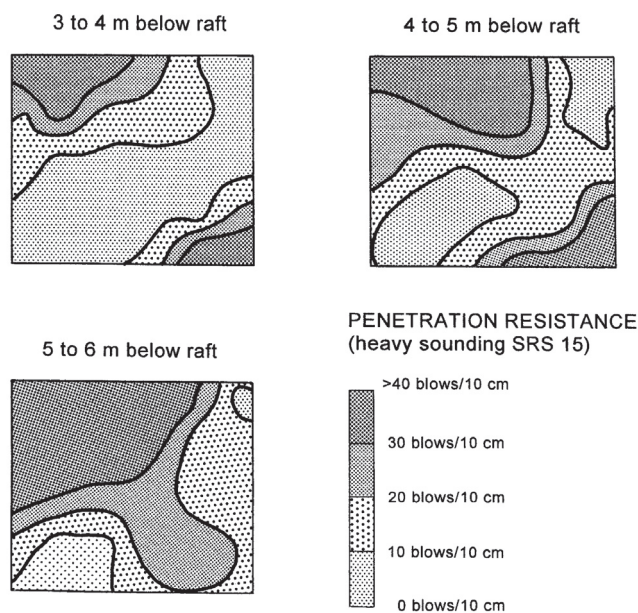 3 to 4 m below raft
4 to 5 m below raft
5 to 6 m below raft
PENETRATION RESISTANCE
(heavy sounding SRS 15)
>40 blows/10 cm
30 blows/10 cm
20 blows/10 cm
10 blows/10 cm
0 blows/10 cm